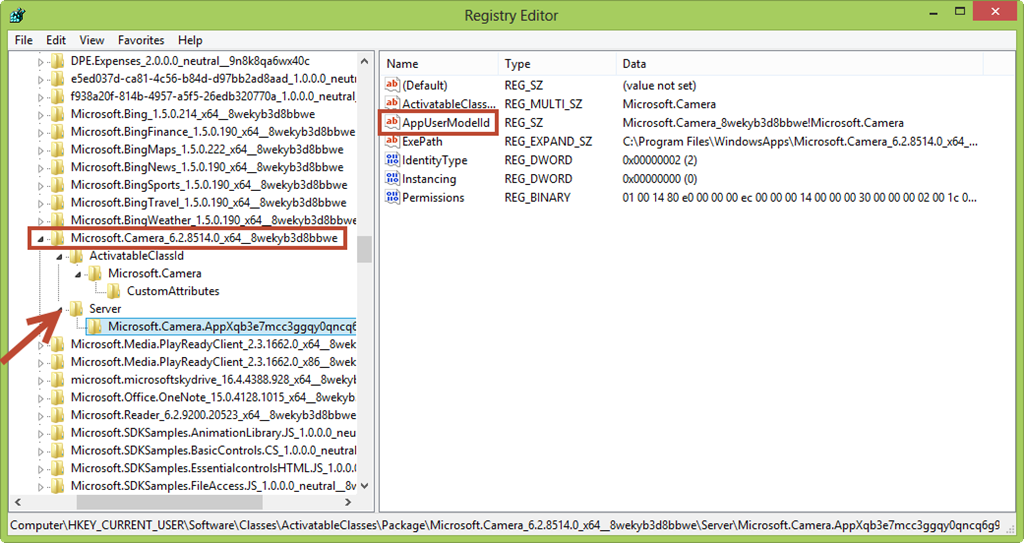 Registry Editor
File Edit View Favorites Help
DPE.Expenses_2.0.0.0_neutral__9n8k8qa6wx40c
e5ed037d-ca81-4c56-b84d-d97bb2ad8aad_1.0.0.0_neutr
f938a20f-814b-4957-a5f5-26edb320770a_1.0.0.0_neutral_
Microsoft.Bing_1.5.0.214_x64__8wekyb3d8bbwe
Microsoft.BingFinance_1.5.0.190_x64__8wekyb3d8bbwe
Microsoft.BingMaps_1.5.0.222_x64__8wekyb3d8bbwe
Microsoft.BingNews_1.5.0.190_x64__8wekyb3d8bbwe
Microsoft.BingSports_1.5.0.190_x64__8wekyb3d8bbwe
Microsoft.BingTravel_1.5.0.190_x64__8wekyb3d8bbwe
Microsoft.BingWeather_1.5.0.190_x64__8wekyb3d8bbwe
Microsoft.Camera_6.2.8514.0_x64__8wekyb3d8bbwe
ActivatableClassId
Microsoft.Camera
CustomAttributes
Server
Microsoft.Camera.AppXqb3e7mcc3ggqy0qncq6
Microsoft.Media.PlayReadyClient_2.3.1662.0_x64__8wek
Microsoft.Media.PlayReadyClient_2.3.1662.0_x86__8wek
microsoft.microsoftskydrive_16.4.4388.928_x64__8wekyb
Microsoft.Office.OneNote_15.0.4128.1015_x64__8wekyb
Microsoft.Reader_6.2.9200.20523_x64__8wekyb3d8bbwe
Microsoft.SDKSamples.AnimationLibrary.JS_1.0.0.0_neu
Microsoft.SDKSamples.BasicControls.CS_1.0.0.0_neutral
Microsoft.SDKSamples.EssentialcontrolsHTML.JS_1.0.0.
Microsoft.SDKSamples.FileAccess.JS_1.0.0.0_neutral__8w
Name Type Data
(Default) REG_SZ (value not set)
ActivatableClass... REG_MULTI_SZ Microsoft.Camera
AppUserModelId REG_SZ Microsoft.Camera_8wekyb3d8bbwe!Microsoft.Camera
ExePath REG_EXPAND_SZ C:\Program Files\WindowsApps\Microsoft.Camera_6.2.8514.0_x64_...
IdentityType REG_DWORD 0x00000002 (2)
Instancing REG_DWORD 0x00000000 (0)
Permissions REG_BINARY 01 00 14 80 e0 00 00 00 ec 00 00 00 14 00 00 00 30 00 00 00 02 00 1c 0...
Computer\HKEY_CURRENT_USER\Software\Classes\ActivatableClasses\Package\Microsoft.Camera_6.2.8514.0_x64__8wekyb3d8bbwe\Server\Microsoft.Camera.AppXqb3e7mcc3ggqy0qncq6g9